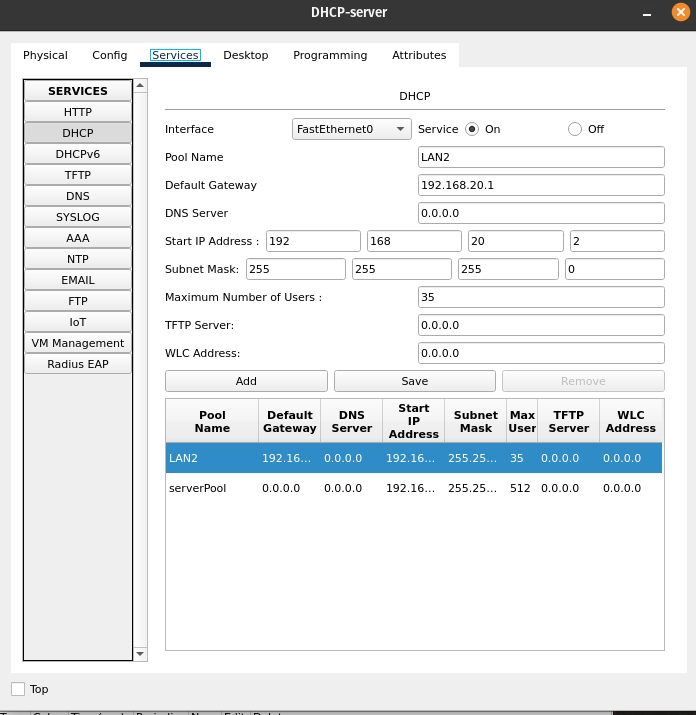 DHCP-server
Physical Config Services Desktop Programming Attributes
SERVICES
HTTP
DHCP
DHCPv6
TFTP
DNS
SYSLOG
AAA
NTP
EMAIL
FTP
IoT
VM Management
Radius EAP
DHCP
Interface FastEthernet0 Service On Off
Pool Name LAN2
Default Gateway 192.168.20.1
DNS Server 0.0.0.0
Start IP Address : 192 168 20 2
Subnet Mask: 255 255 255 0
Maximum Number of Users : 35
TFTP Server: 0.0.0.0
WLC Address: 0.0.0.0
Add Save Remove
Pool Name Default Gateway DNS Server Start IP Address Subnet Mask Max User TFTP Server WLC Address
LAN2 192.16... 0.0.0.0 192.16... 255.25... 35 0.0.0.0 0.0.0.0
serverPool 0.0.0.0 0.0.0.0 192.16... 255.25... 512 0.0.0.0 0.0.0.0
Top